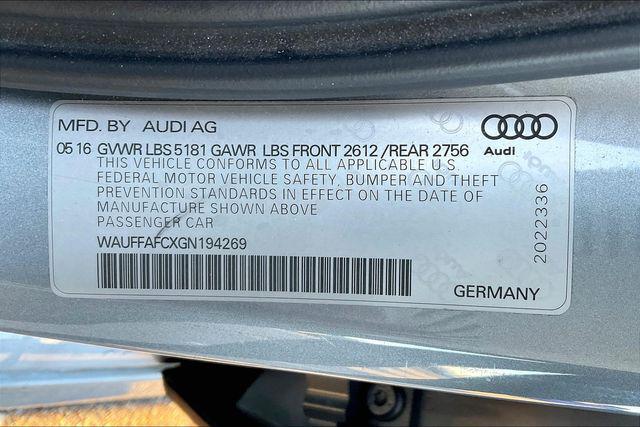 MFD. BY AUDI AG
05 16 GVWR LBS 5181 GAWR LBS FRONT 2612 /REAR 2756
THIS VEHICLE CONFORMS TO ALL APPLICABLE U.S.
FEDERAL MOTOR VEHICLE SAFETY, BUMPER AND THEFT
PREVENTION STANDARDS IN EFFECT ON THE DATE OF
MANUFACTURE SHOWN ABOVE
PASSENGER CAR
WAUFFAFCXGN194269
GERMANY
Audi
2022336